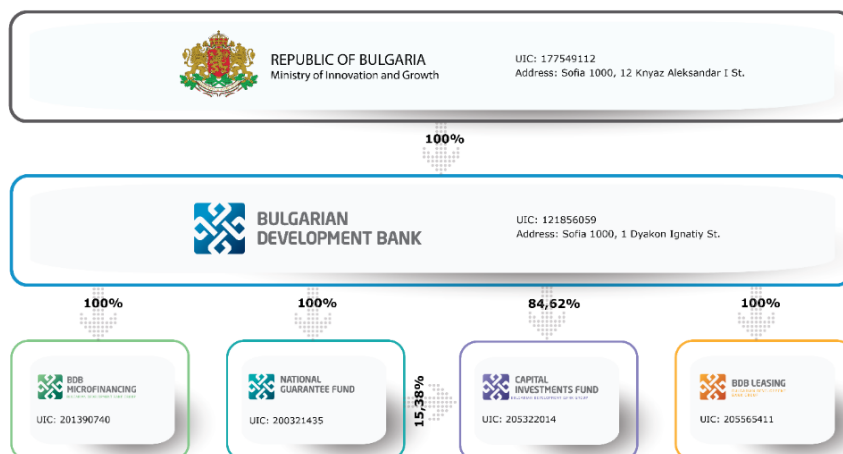 REPUBLIC OF BULGARIA
Ministry of Innovation and Growth
UIC: 177549112
Address: Sofia 1000, 12 Knyaz Aleksandar I St.
100%
BULGARIAN
DEVELOPMENT BANK
UIC: 121856059
Address: Sofia 1000, 1 Dyakon Ignatiy St.
100%
100%
84,62%
100%
BDB
MICROFINANCING
UIC: 201390740
NATIONAL
GUARANTEE FUND
UIC: 200321435
15,38%
CAPITAL
INVESTMENTS FUND
UIC: 205322014
BDB LEASING
UIC: 205565411